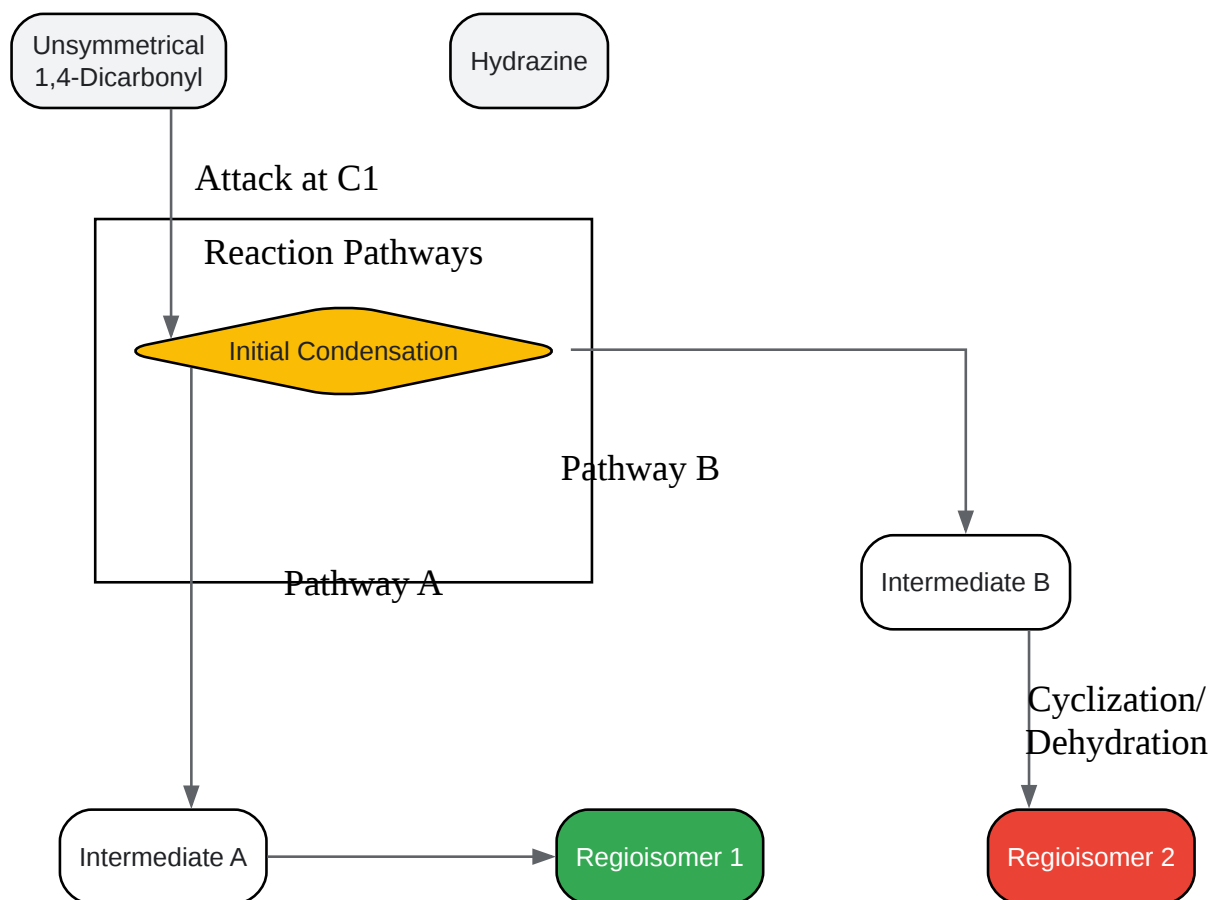 Unsymmetrical
1,4-Dicarbonyl
Hydrazine
Attack at C1
Reaction Pathways
Initial Condensation
Pathway B
Pathway A
Intermediate B
Cyclization/
Dehydration
Intermediate A
Regioisomer 1
Regioisomer 2